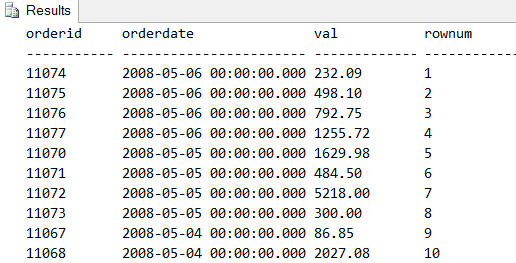 Results
orderid orderdate val rownum
----------- ----------------------- ------------- ------------
11074 2008-05-06 00:00:00.000 232.09 1
11075 2008-05-06 00:00:00.000 498.10 2
11076 2008-05-06 00:00:00.000 792.75 3
11077 2008-05-06 00:00:00.000 1255.72 4
11070 2008-05-05 00:00:00.000 1629.98 5
11071 2008-05-05 00:00:00.000 484.50 6
11072 2008-05-05 00:00:00.000 5218.00 7
11073 2008-05-05 00:00:00.000 300.00 8
11067 2008-05-04 00:00:00.000 86.85 9
11068 2008-05-04 00:00:00.000 2027.08 10